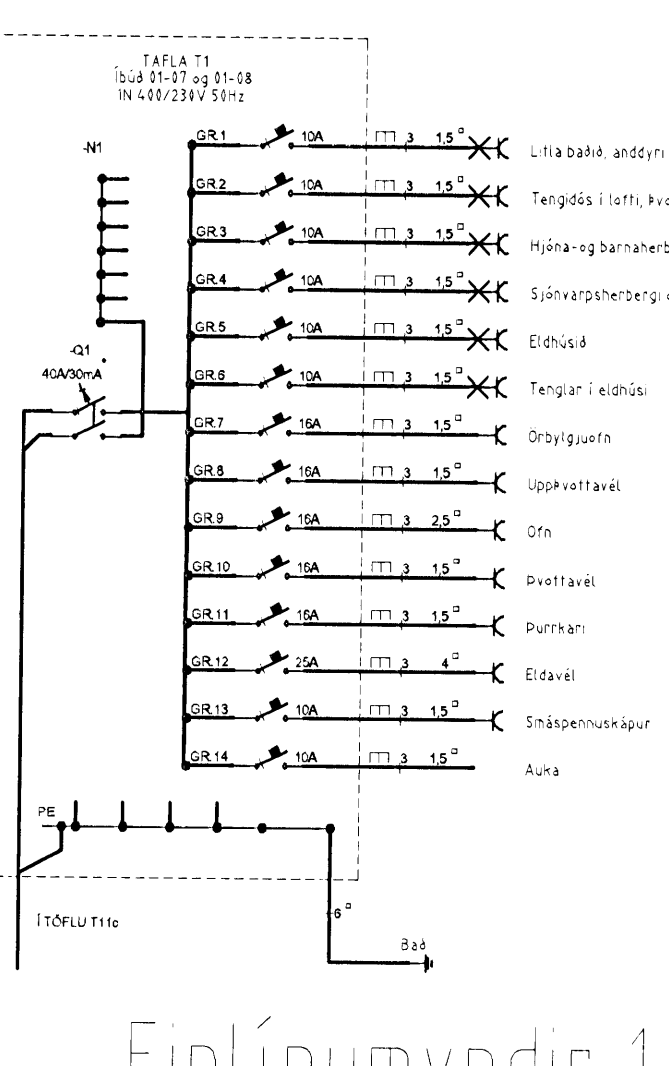 TAFLA T1
Íbúð 01-07 og 01-08
1N 400/230V 50Hz
-N1
GR.1 10A 3 1,5 Litla baðið, anddyri
GR.2 10A 3 1,5 Tengidós í lofti,
GR.3 10A 3 1,5 Hjóna-og
GR.4 10A 3 1,5 Sjónvarpsherbergi
GR.5 10A 3 1,5 Eldhúsið
-Q1
40A/30mA
GR.6 10A 3 1,5 Tenglar í eldhúsi
GR.7 16A 3 1,5 Örbylgjuofn
GR.8 16A 3 1,5 Uppþvottavél
GR.9 16A 3 2,5 Ofn
GR.10 16A 3 1,5 Þvottavél
GR.11 16A 3 1,5 Þurrkari
GR.12 25A 3 4 Eldavél
GR.13 10A 3 1,5 Smáspennuskápur
GR.14 10A 3 1,5 Auka
PE
Í TÖFLU T11c
6
Bað